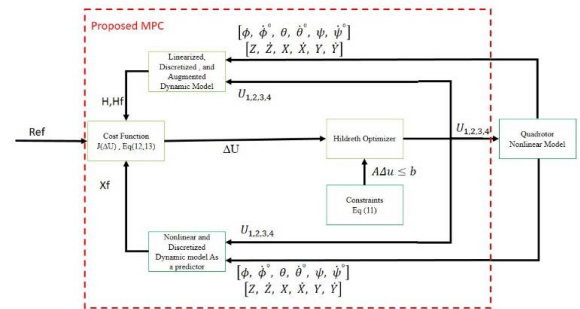 Proposed MPC
[ϕ, ϕ̇°, θ, θ̇°, ψ, ψ̇°]
[Z, Ż, X, Ẋ, Y, Ẏ]
Linearized,
Discretized , and
Augmented
Dynamic Model
U1,2,3,4
H,Hf
Ref
Cost Function
J(ΔU) , Eq(12,13)
ΔU
Hildreth Optimizer
U1,2,3,4
Quadrotor
Nonlinear Model
AΔu ≤ b
Constraints
Eq (11)
Xf
Nonlinear and
Discretized
Dynamic model As
a predictor
U1,2,3,4
[ϕ, ϕ̇°, θ, θ̇°, ψ, ψ̇°]
[Z, Ż, X, Ẋ, Y, Ẏ]